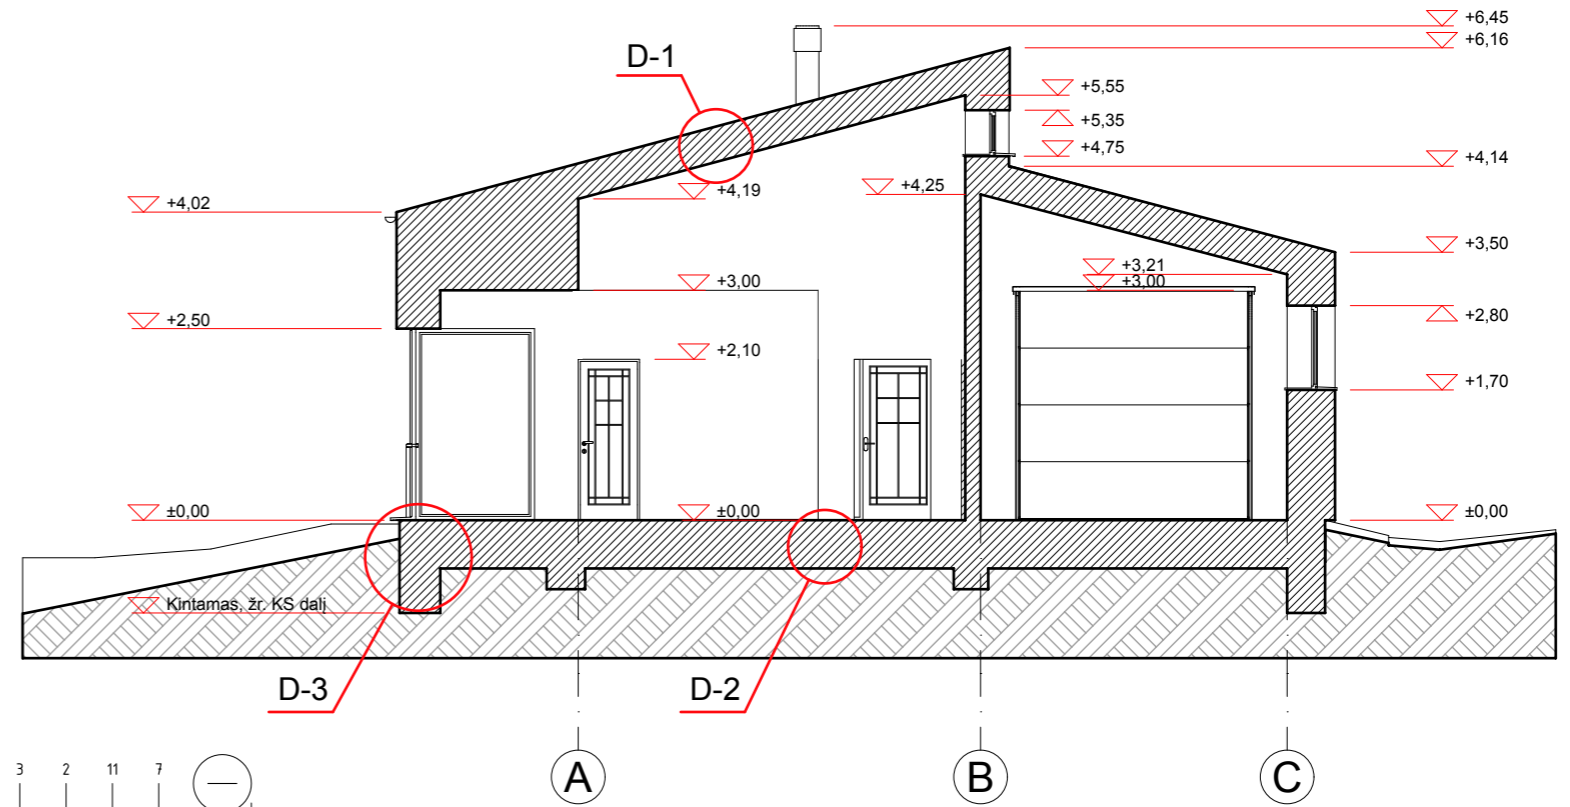 +6,45
+6,16
D-1
+5,55
+5,35
+4,75
+4,14
+4,19
+4,25
+4,02
+3,50
+3,21
+3,00
+3,00
+2,50
+2,80
+2,10
+1,70
±0,00
±0,00
±0,00
Kintamas, žr. KS dalį
D-3
D-2
A
B
C
3 2 11 7